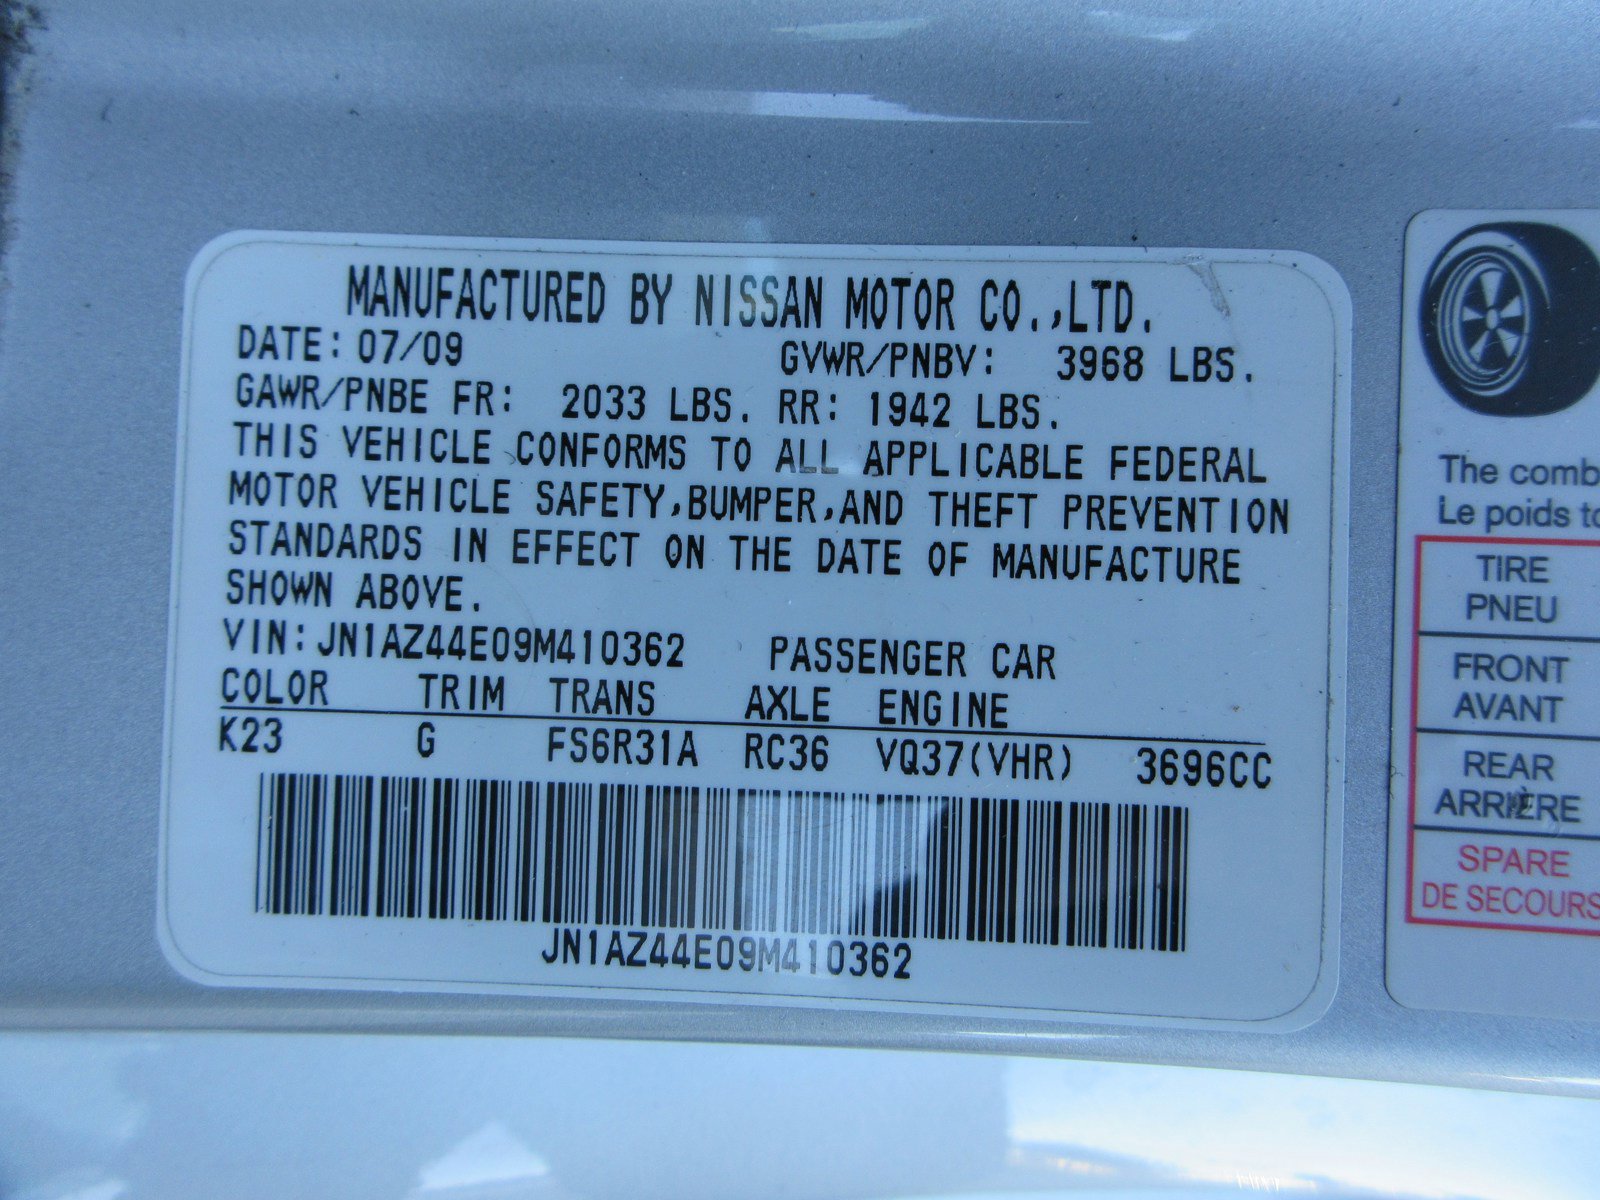 MANUFACTURED BY NISSAN MOTOR CO.,LTD.
DATE: 07/09 GVWR/PNBV: 3968 LBS.
GAWR/PNBE FR: 2033 LBS. RR: 1942 LBS.
THIS VEHICLE CONFORMS TO ALL APPLICABLE FEDERAL
MOTOR VEHICLE SAFETY,BUMPER,AND THEFT PREVENTION
STANDARDS IN EFFECT ON THE DATE OF MANUFACTURE
SHOWN ABOVE.
VIN:JN1AZ44E09M410362 PASSENGER CAR
COLOR TRIM TRANS AXLE ENGINE
K23 G FS6R31A RC36 VQ37(VHR) 3696CC
JN1AZ44E09M410362
The
Le poids
TIRE
PNEU
FRONT
AVANT
REAR
ARRIÈRE
SPARE
DE SECOURS